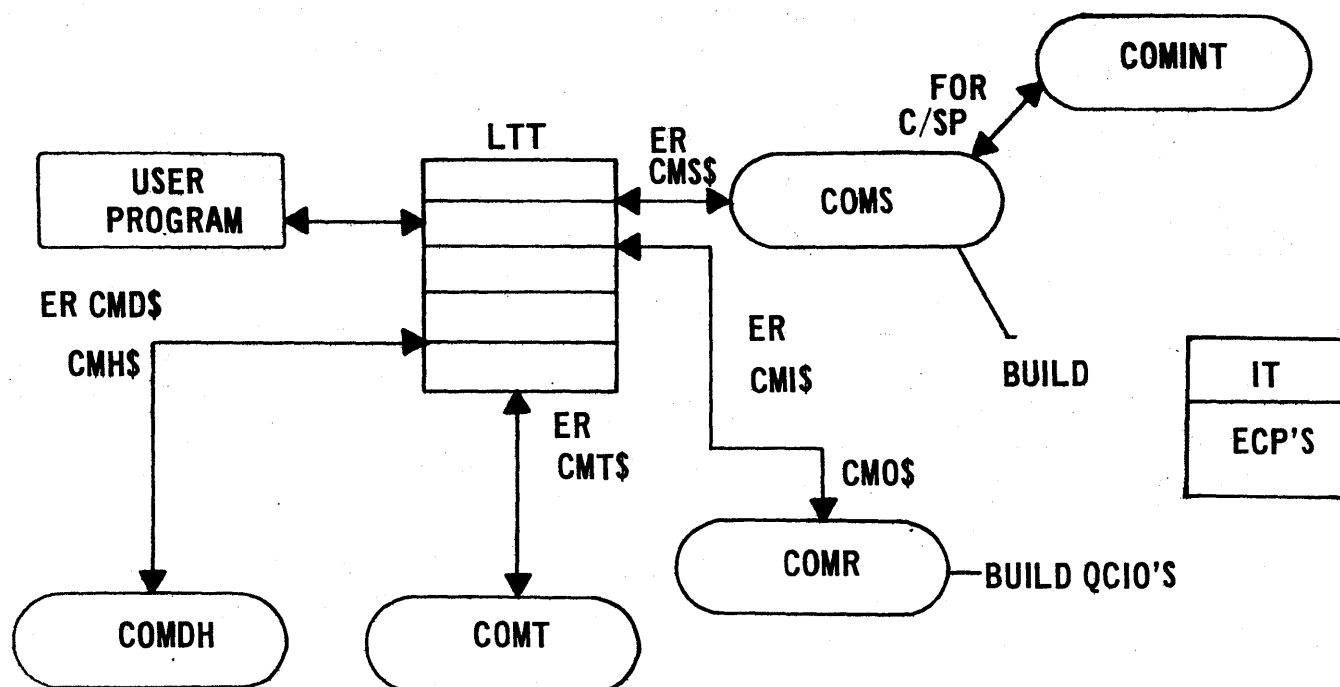 COMINT
FOR
C/SP
LTT
ER
CMS$
USER
PROGRAM
COMS
ER CMD$
CMH$
ER
CMI$
BUILD
IT
ECP'S
ER
CMT$
CMO$
COMR
BUILD QCIO'S
COMDH
COMT